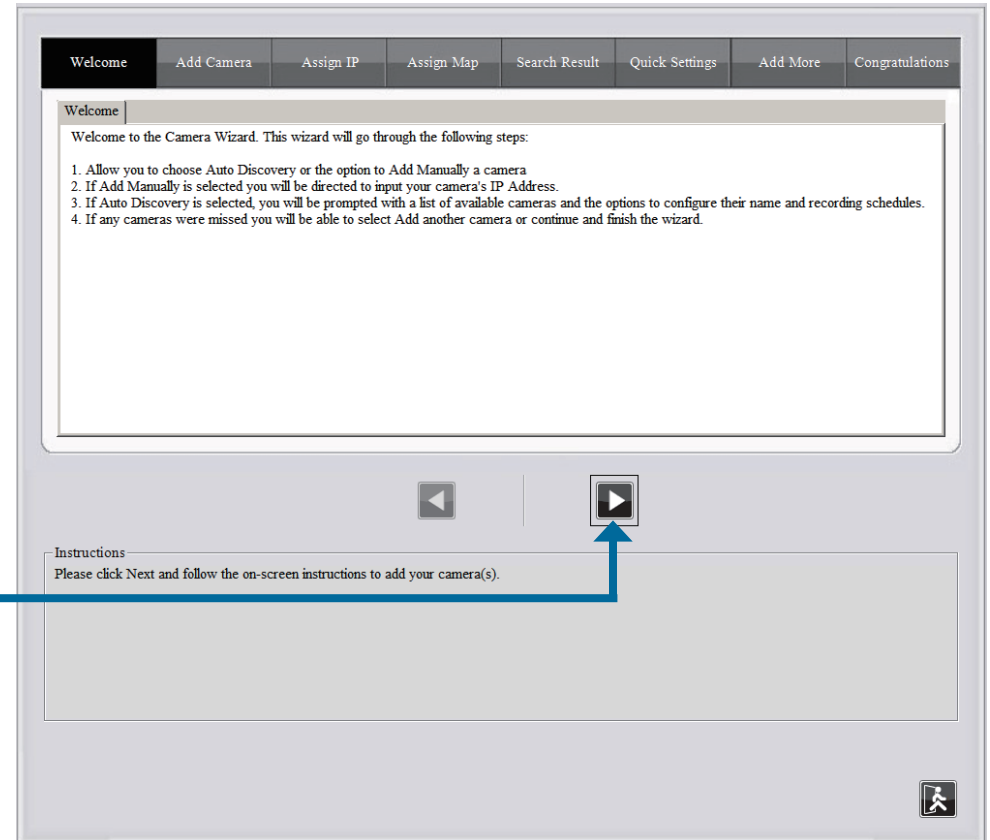 Welcome Add Camera Assign IP Assign Map Search Result Quick Settings Add More Congratulations
Welcome
Welcome to the Camera Wizard. This wizard will go through the following steps:
1. Allow you to choose Auto Discovery or the option to Add Manually a camera
2. If Add Manually is selected you will be directed to input your camera's IP Address.
3. If Auto Discovery is selected, you will be prompted with a list of available cameras and the options to configure their name and recording schedules.
4. If any cameras were missed you will be able to select Add another camera or continue and finish the wizard.
Instructions
Please click Next and follow the on-screen instructions to add your camera(s).